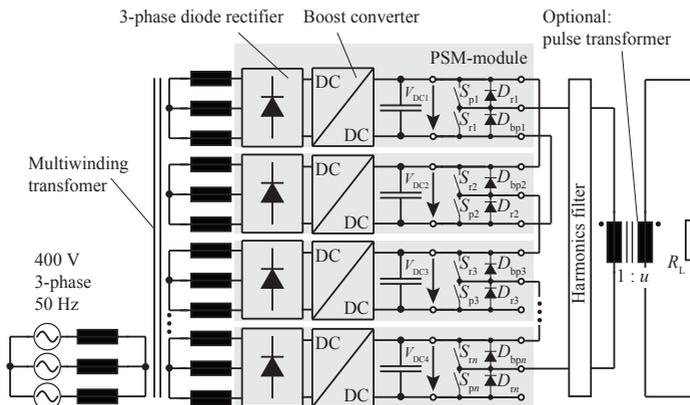 3-phase diode rectifier
Boost converter
Optional:
pulse transformer
PSM-module
DC
DC
V_DC1
S_p1
D_r1
S_r1
D_bp1
Multiwinding
transfomer
DC
DC
V_DC2
S_r2
D_bp2
S_p2
D_r2
400 V
3-phase
50 Hz
DC
DC
V_DC3
S_r3
D_bp3
S_p3
D_r3
DC
DC
V_DC4
S_rn
D_bpn
S_pn
D_rn
Harmonics filter
1 : u
R_L